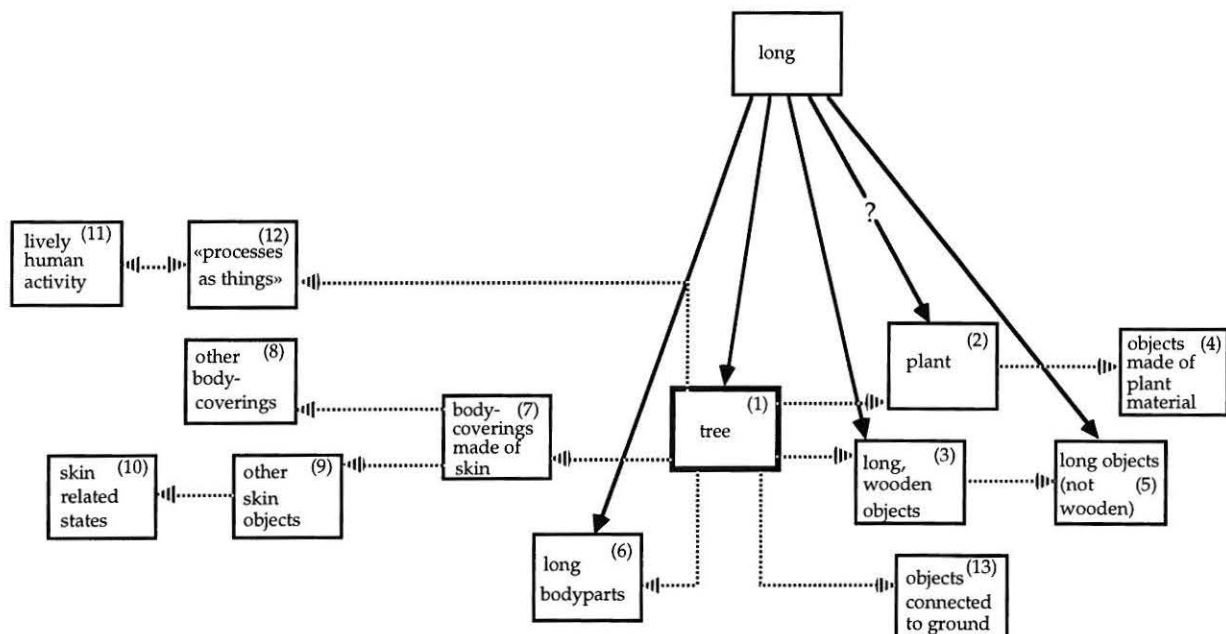 long
?
(11)
lively
human
activity
(12)
«processes
as things»
(8)
other
body-
coverings
(2)
plant
objects (4)
made of
plant
material
(1)
tree
body- (7)
coverings
made of
skin
(10)
skin
related
states
(9)
other
skin
objects
(3)
long,
wooden
objects
long objects
(not (5)
wooden)
(6)
long
bodyparts
(13)
objects
connected
to ground